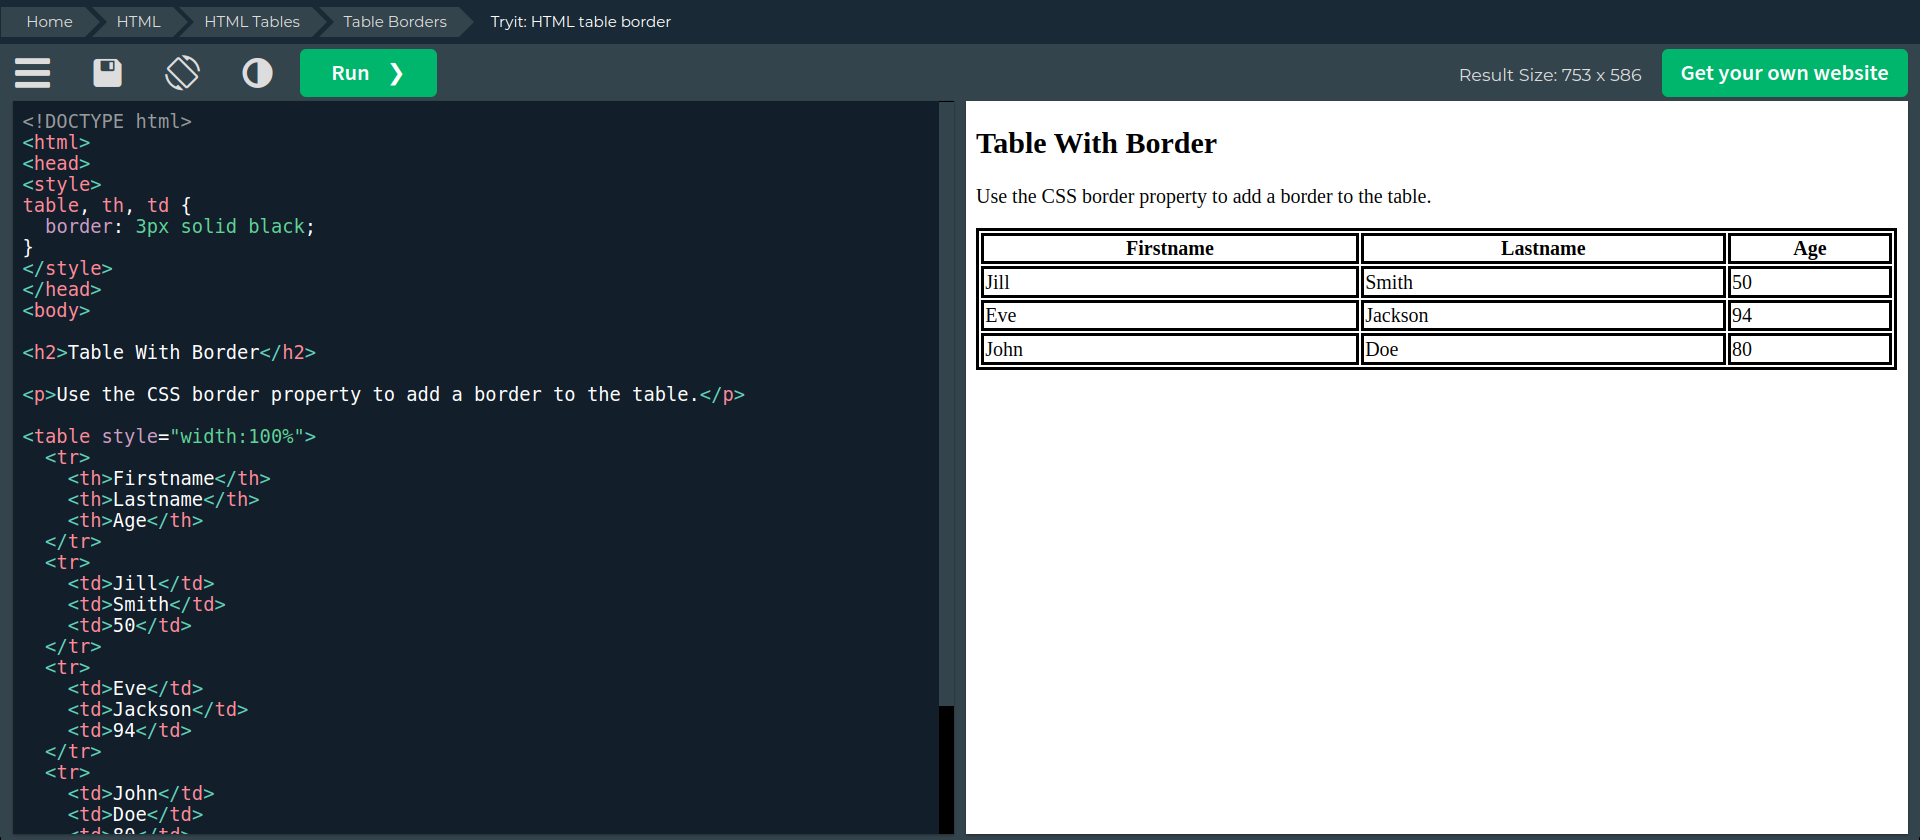 Home HTML HTML Tables Table Borders Tryit: HTML table border
Run ❯ Result Size: 753 x 586 Get your own website
<!DOCTYPE html>
<html>
<head>
<style>
table, th, td {
  border: 3px solid black;
}
</style>
</head>
<body>
<h2>Table With Border</h2>
<p>Use the CSS border property to add a border to the table.</p>
<table style="width:100%">
  <tr>
    <th>Firstname</th>
    <th>Lastname</th>
    <th>Age</th>
  </tr>
  <tr>
    <td>Jill</td>
    <td>Smith</td>
    <td>50</td>
  </tr>
  <tr>
    <td>Eve</td>
    <td>Jackson</td>
    <td>94</td>
  </tr>
  <tr>
    <td>John</td>
    <td>Doe</td>
    <td>80</td>
Table With Border
Use the CSS border property to add a border to the table.
Firstname Lastname Age
Jill Smith 50
Eve Jackson 94
John Doe 80